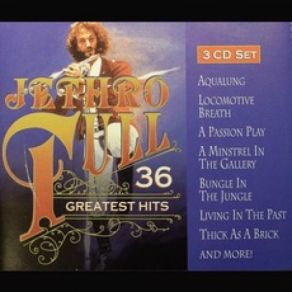 JETHRO
TULL
36
GREATEST HITS
3 CD SET
AQUALUNG
LOCOMOTIVE
BREATH
A PASSION PLAY
A MINSTREL IN
THE GALLERY
BUNGLE IN
THE JUNGLE
LIVING IN THE PAST
THICK AS A BRICK
AND MORE!